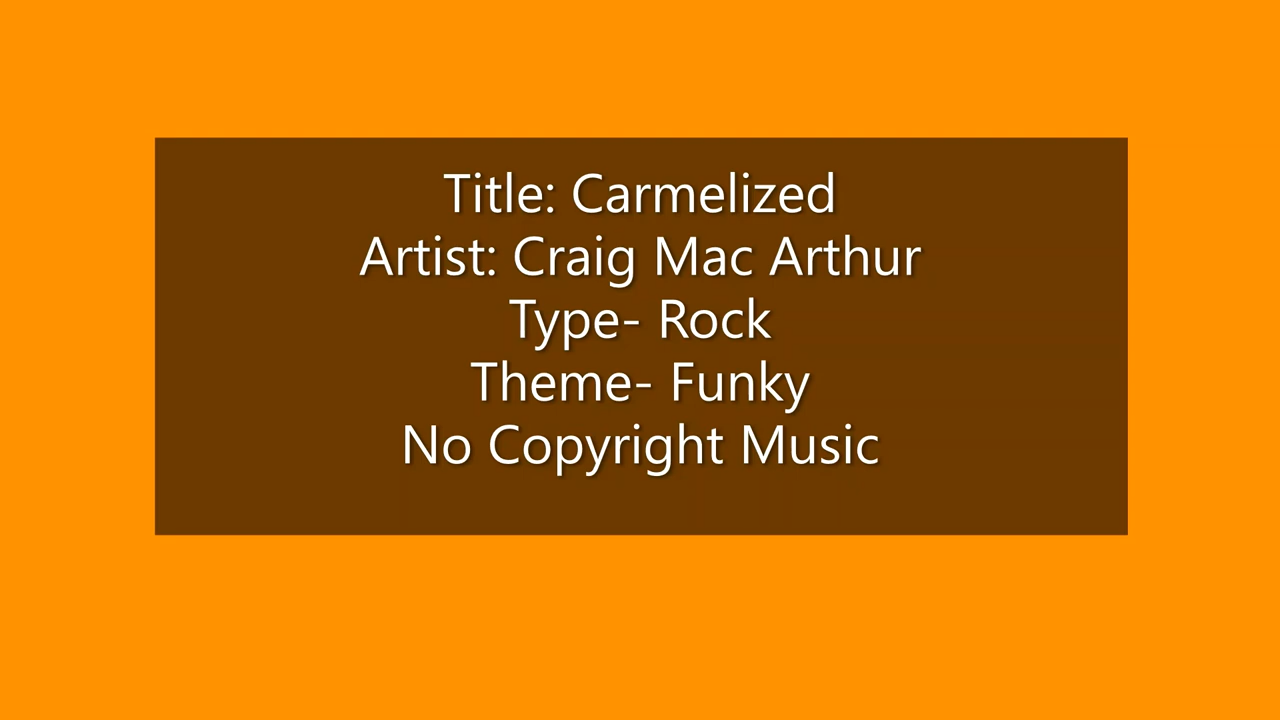 Title: Carmelized
Artist: Craig Mac Arthur
Type- Rock
Theme- Funky
No Copyright Music